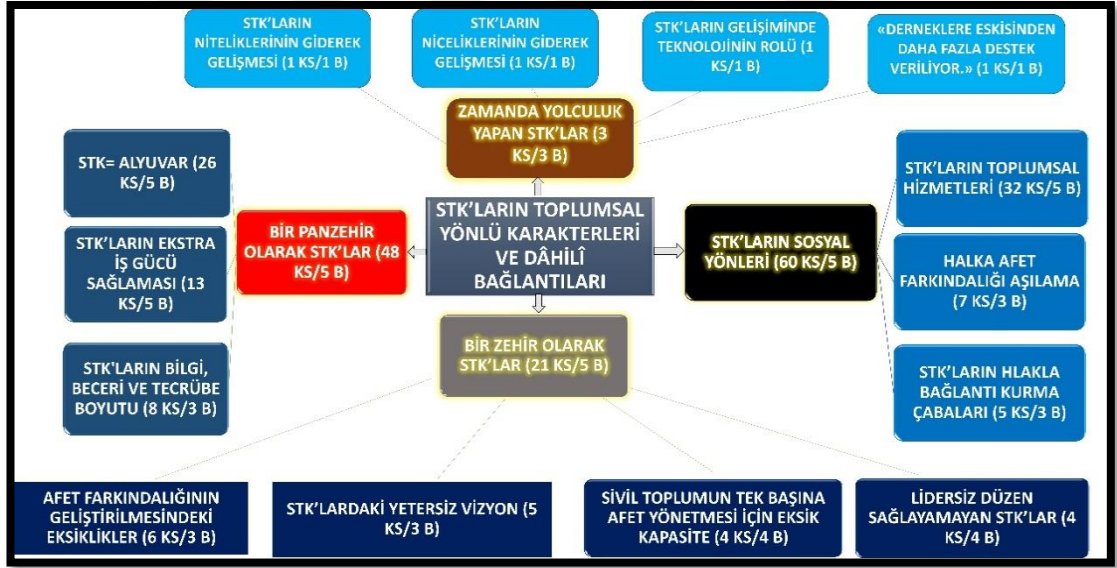 STK'LARIN
NİTELİKLERİNİN GİDEREK
GELİŞMESİ (1 KS/1 B)
STK'LARIN
NİCELİKLERİNİN GİDEREK
GELİŞMESİ (1 KS/1 B)
STK'LARIN GELİŞİMİNDE
TEKNOLOJİNİN ROLÜ (1
KS/1 B)
«DERNEKLERE ESKİSİNDEN
DAHA FAZLA DESTEK
VERİLİYOR.» (1 KS/1 B)
ZAMANDA YOLCULUK
YAPAN STK'LAR (3
KS/3 B)
STK= ALYUVAR (26
KS/5 B)
STK'LARIN EKSTRA
İŞ GÜCÜ
SAĞLAMASI (13
KS/5 B)
STK'LARIN BİLGİ,
BECERİ VE TECRÜBE
BOYUTU (8 KS/3 B)
BİR PANZEHİR
OLARAK STK'LAR (48
KS/5 B)
STK'LARIN TOPLUMSAL
YÖNLÜ KARAKTERLERİ
VE DÂHİLÎ
BAĞLANTILARI
STK'LARIN SOSYAL
YÖNLERİ (60 KS/5 B)
STK'LARIN TOPLUMSAL
HİZMETLERİ (32 KS/5 B)
HALKA AFET
FARKINDALIĞI AŞILAMA
(7 KS/3 B)
STK'LARIN HLAKLA
BAĞLANTI KURMA
ÇABALARI (5 KS/3 B)
BİR ZEHİR OLARAK
STK'LAR (21 KS/5 B)
AFET FARKINDALIĞININ
GELİŞTİRİLMESİNDEKİ
EKSİKLİKLER (6 KS/3 B)
STK'LARDAKİ YETERSİZ VİZYON (5
KS/3 B)
SİVİL TOPLUMUN TEK BAŞINA
AFET YÖNETMESİ İÇİN EKSİK
KAPASİTE (4 KS/4 B)
LİDERSİZ DÜZEN
SAĞLAYAMAYAN STK'LAR (4
KS/4 B)